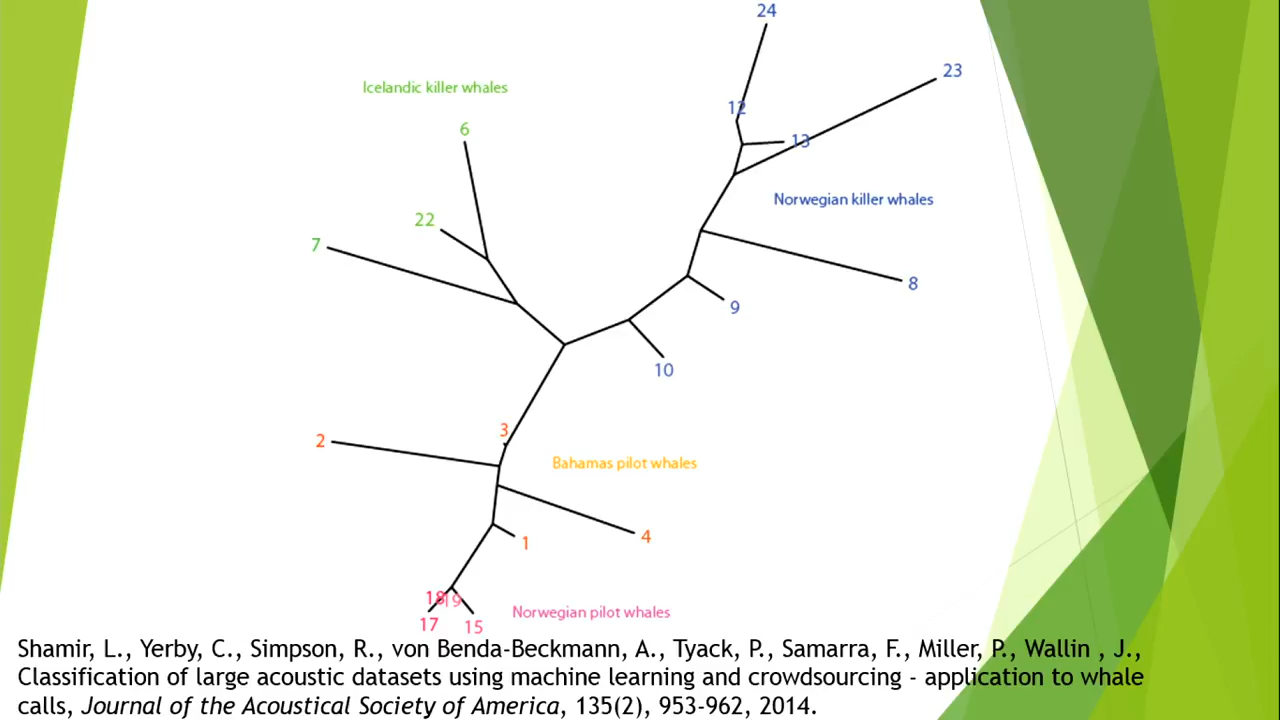 24
23
Icelandic killer whales
12
6
13
Norwegian killer whales
22
7
8
9
10
3
2
Bahamas pilot whales
4
1
18
19
Norwegian pilot whales
17
15
Shamir, L., Yerby, C., Simpson, R., von Benda-Beckmann, A., Tyack, P., Samarra, F., Miller, P., Wallin , J.,
Classification of large acoustic datasets using machine learning and crowdsourcing - application to whale
calls, Journal of the Acoustical Society of America, 135(2), 953-962, 2014.